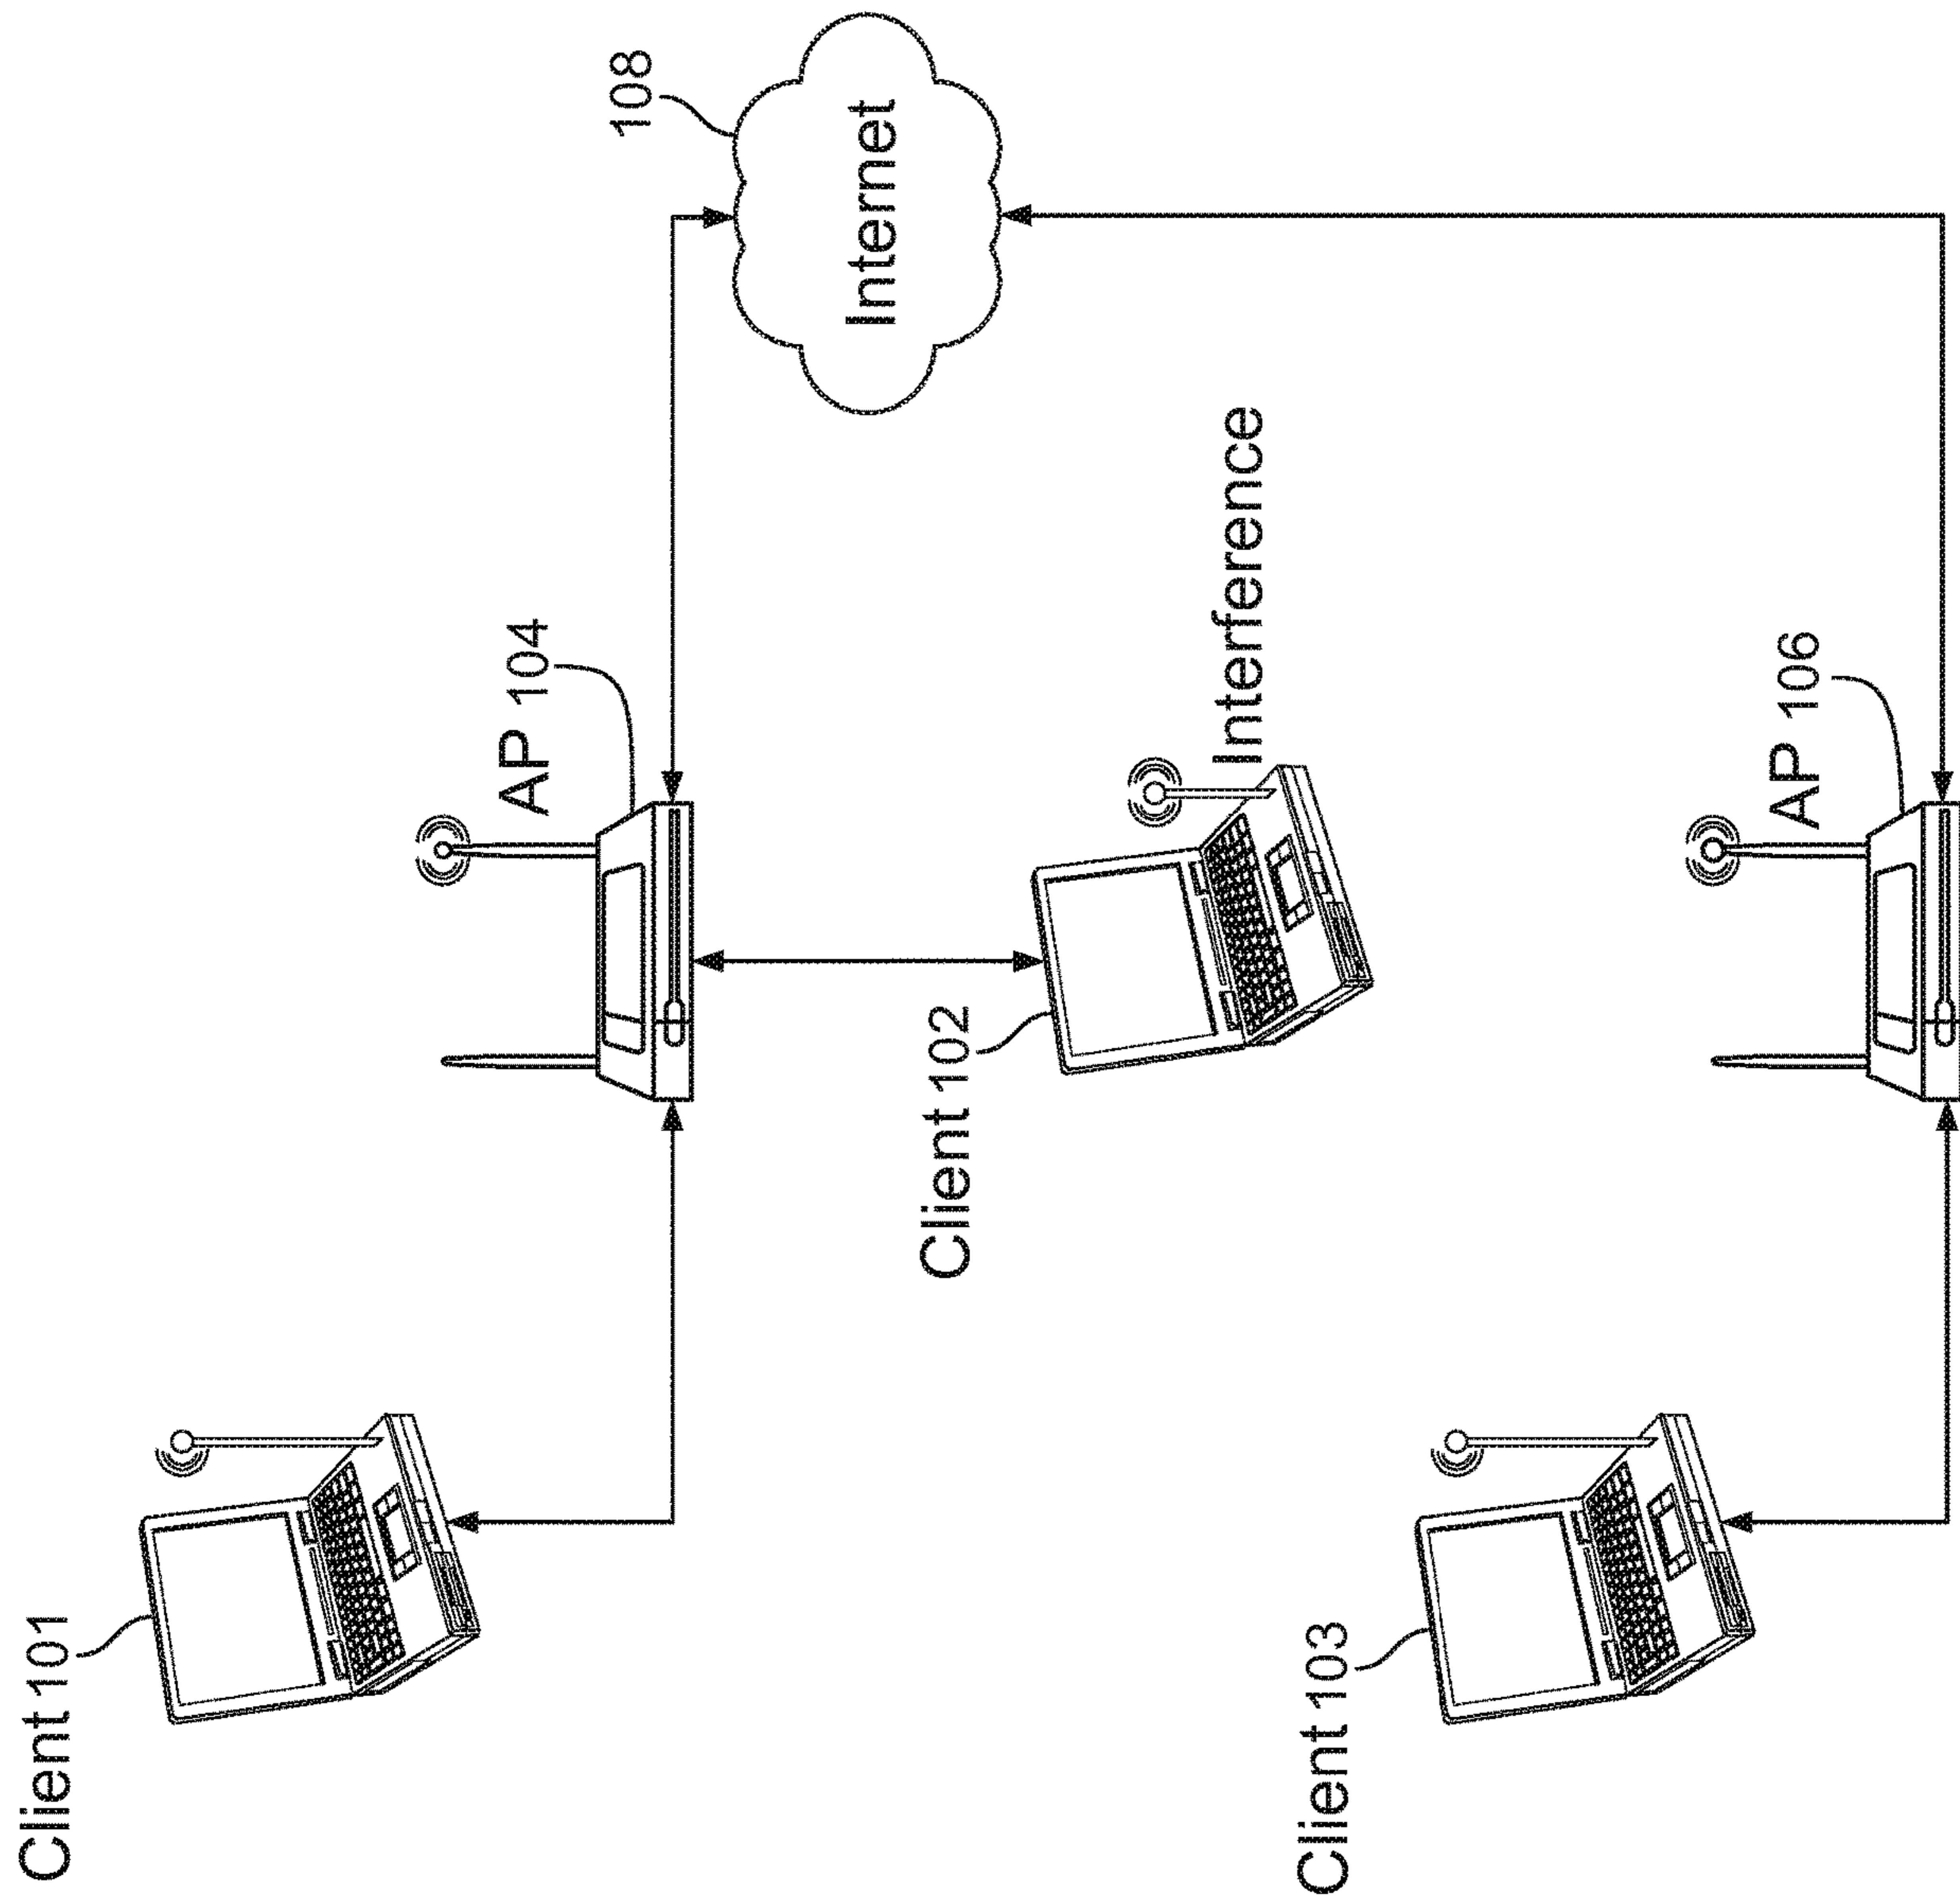 Client 101
AP 104
108
Internet
Client 102
Interference
Client 103
AP 106